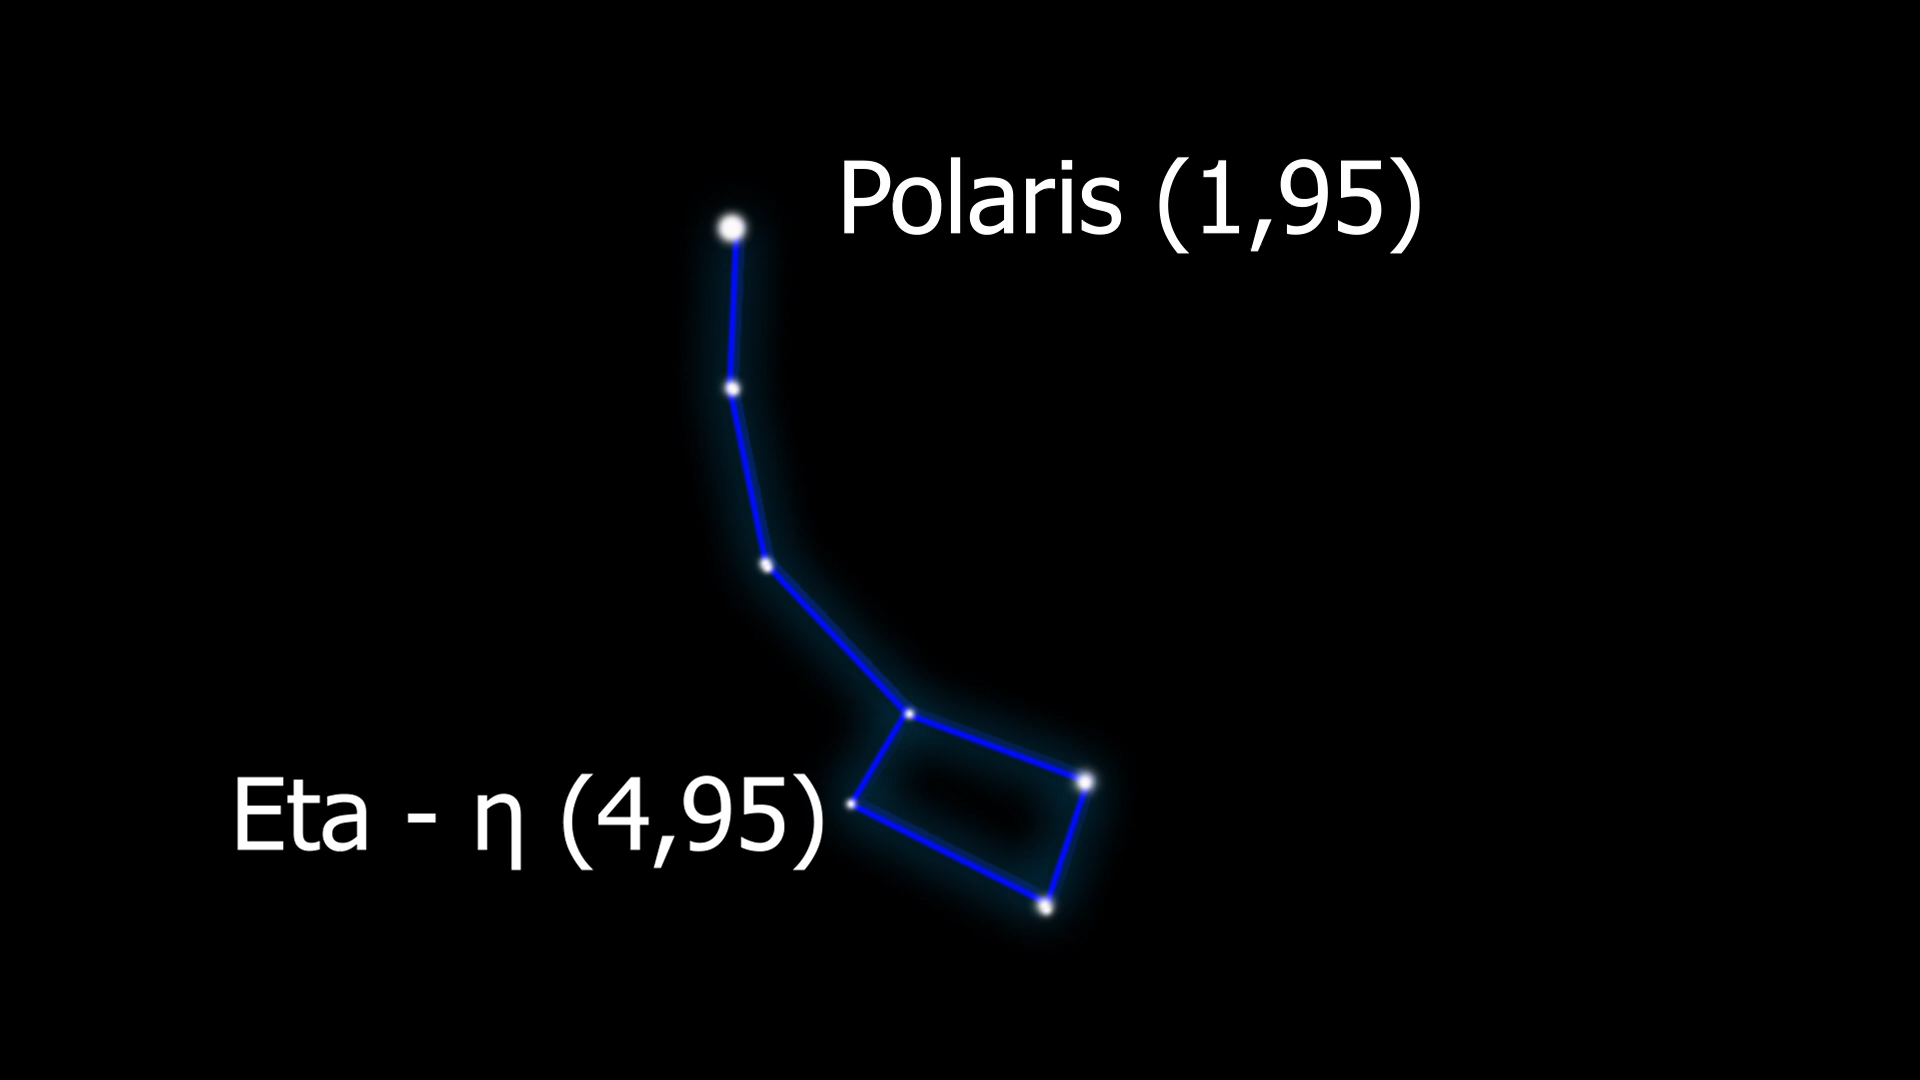 Polaris (1,95)
Eta - η (4,95)